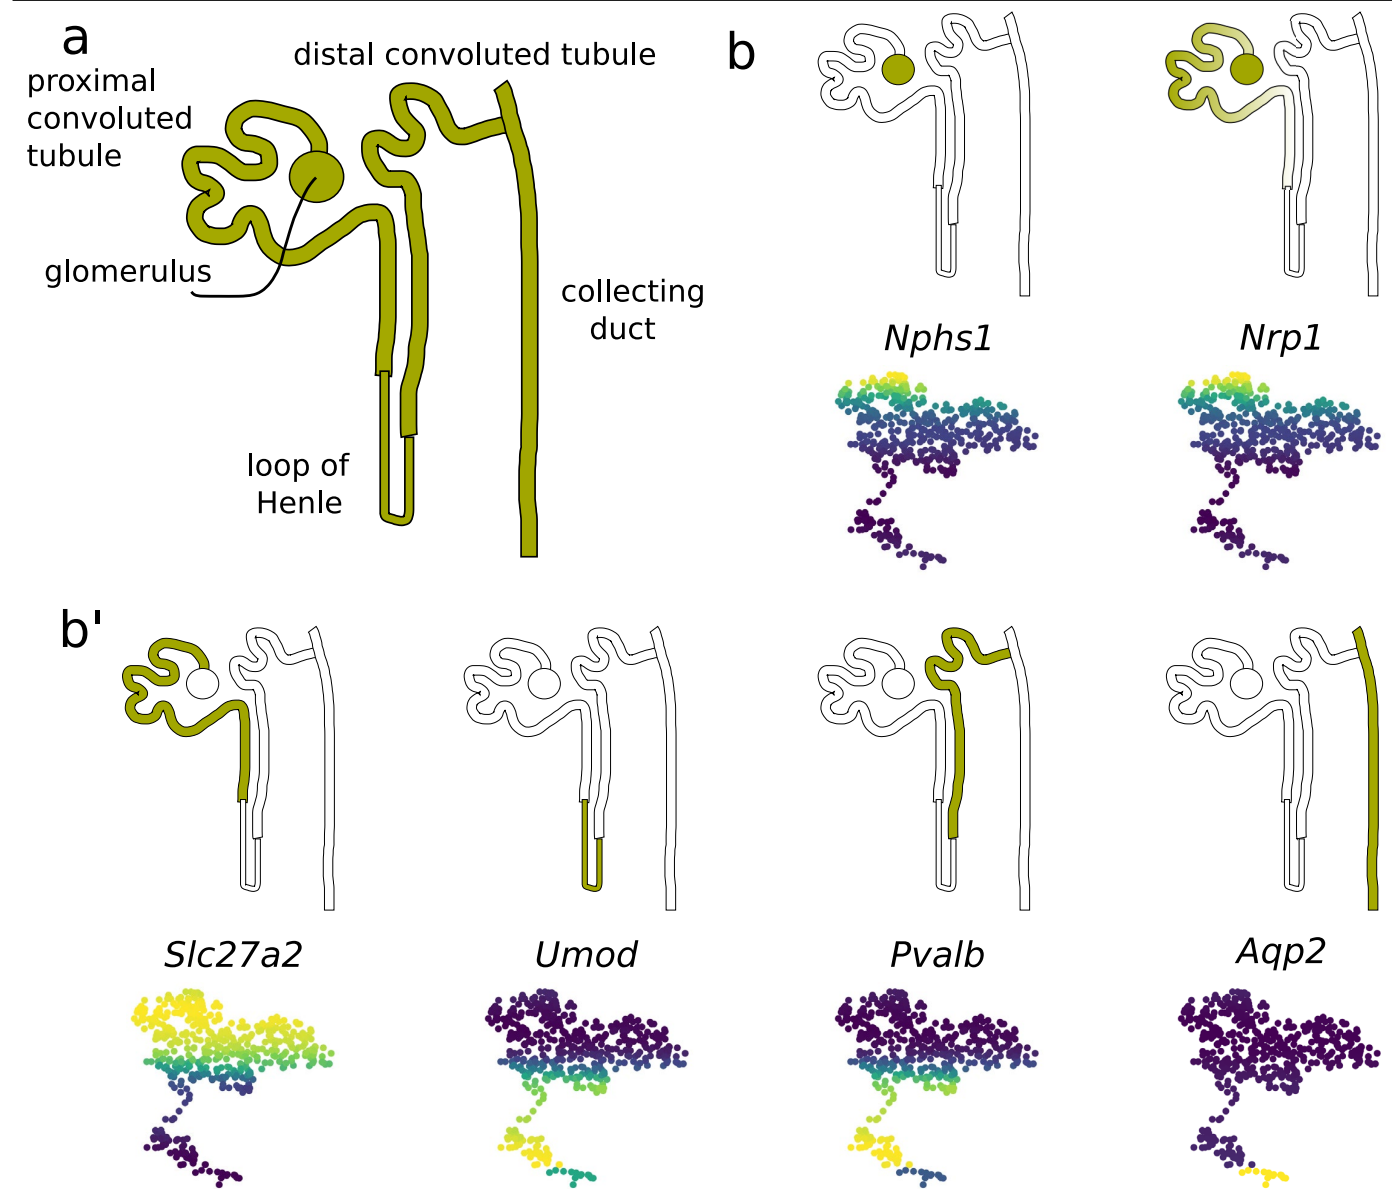 a
distal convoluted tubule
proximal
convoluted
tubule
glomerulus
collecting
duct
loop of
Henle
b
Nphs1
Nrp1
b'
Slc27a2
Umod
Pvalb
Aqp2